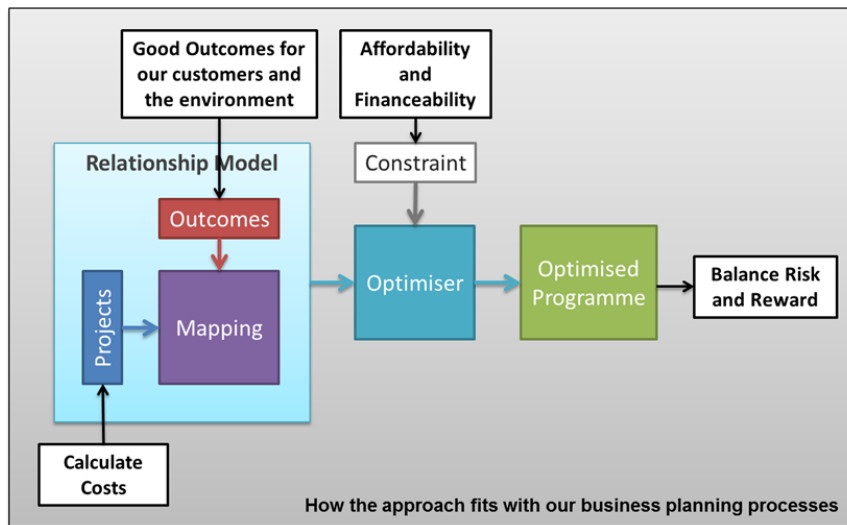 Good Outcomes for
our customers and
the environment
Affordability
and
Financeability
Relationship Model
Constraint
Outcomes
Projects
Mapping
Optimiser
Optimised
Programme
Balance Risk
and Reward
Calculate
Costs
How the approach fits with our business planning processes